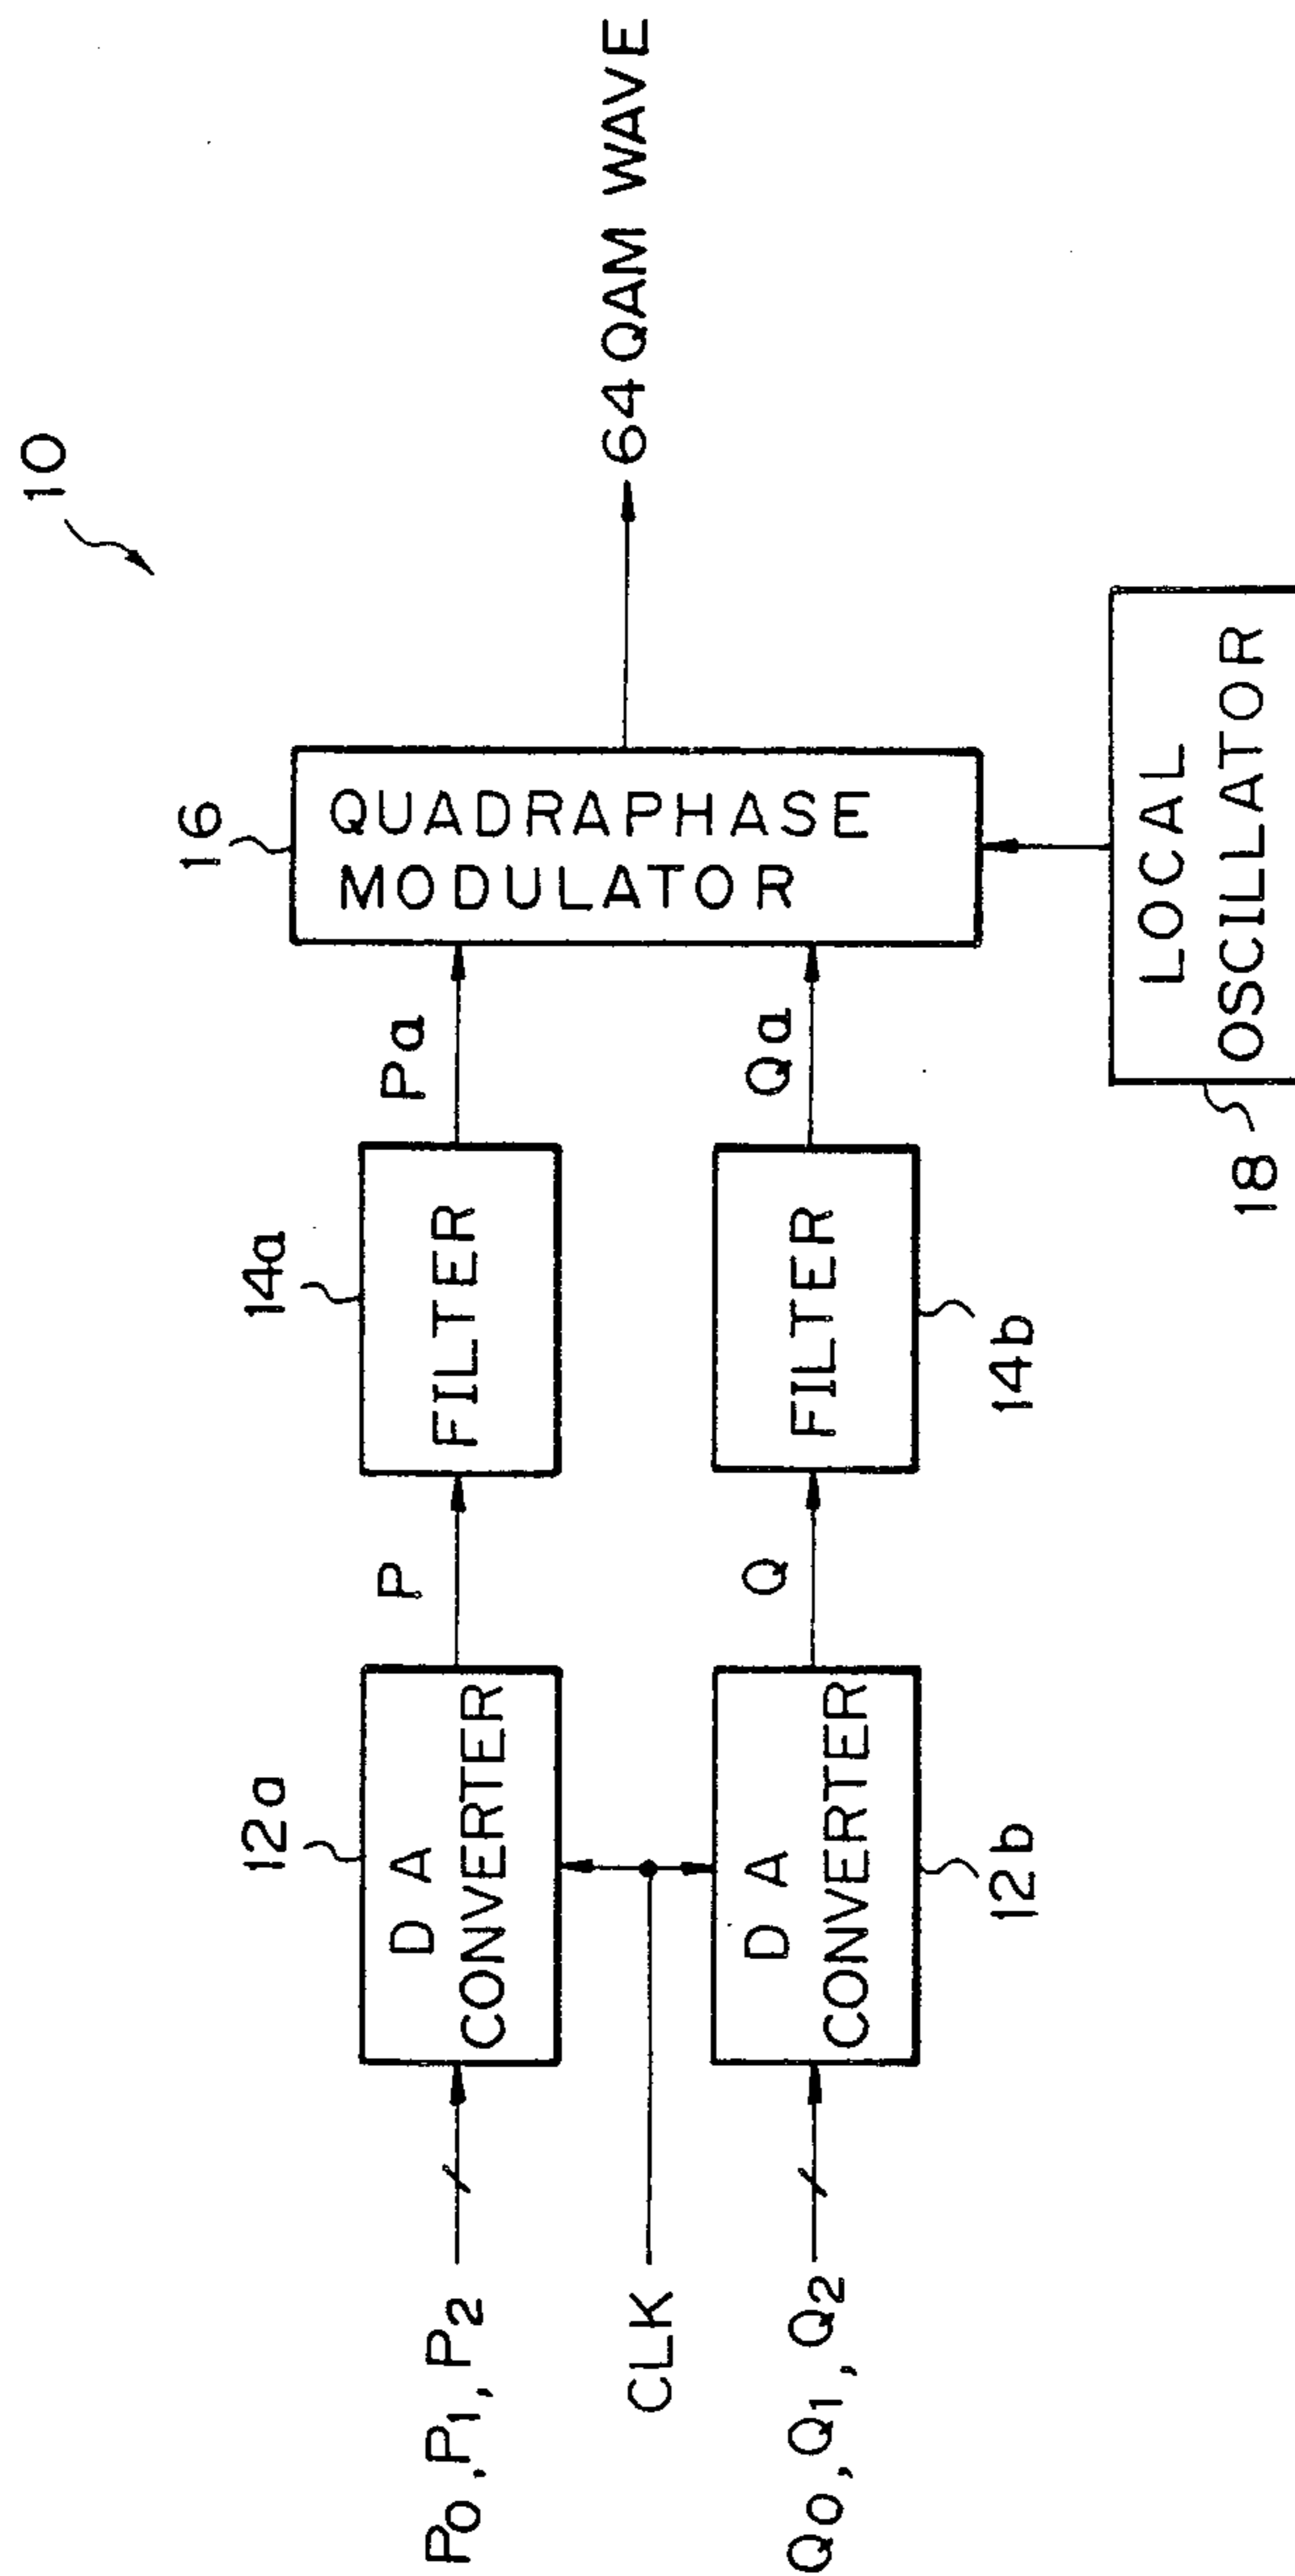 10
P0, P1, P2
12a
D A
CONVERTER
P
14a
FILTER
Pa
16
QUADRAPHASE
MODULATOR
64 QAM WAVE
CLK
Q0, Q1, Q2
D A
CONVERTER
12b
Q
FILTER
14b
Qa
18
LOCAL
OSCILLATOR